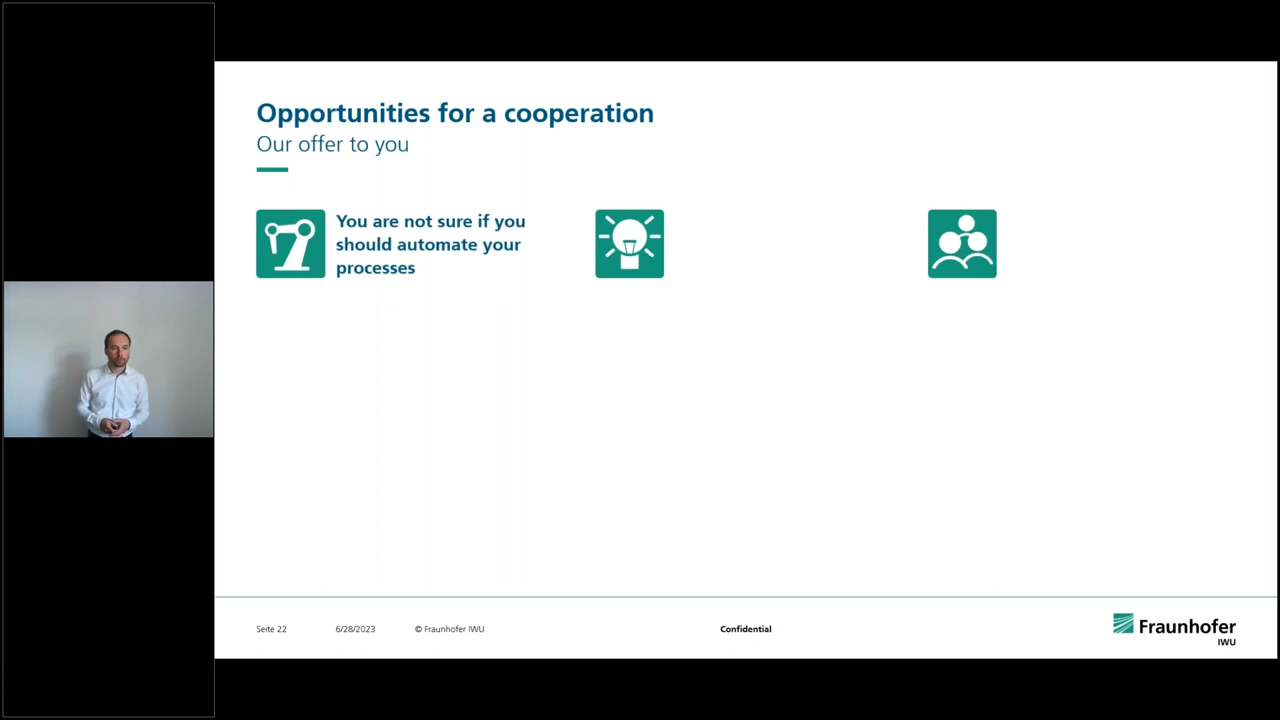 Opportunities for a cooperation
Our offer to you
You are not sure if you
should automate your
processes
Seite 22
6/28/2023
© Fraunhofer IWU
Confidential
Fraunhofer
IWU